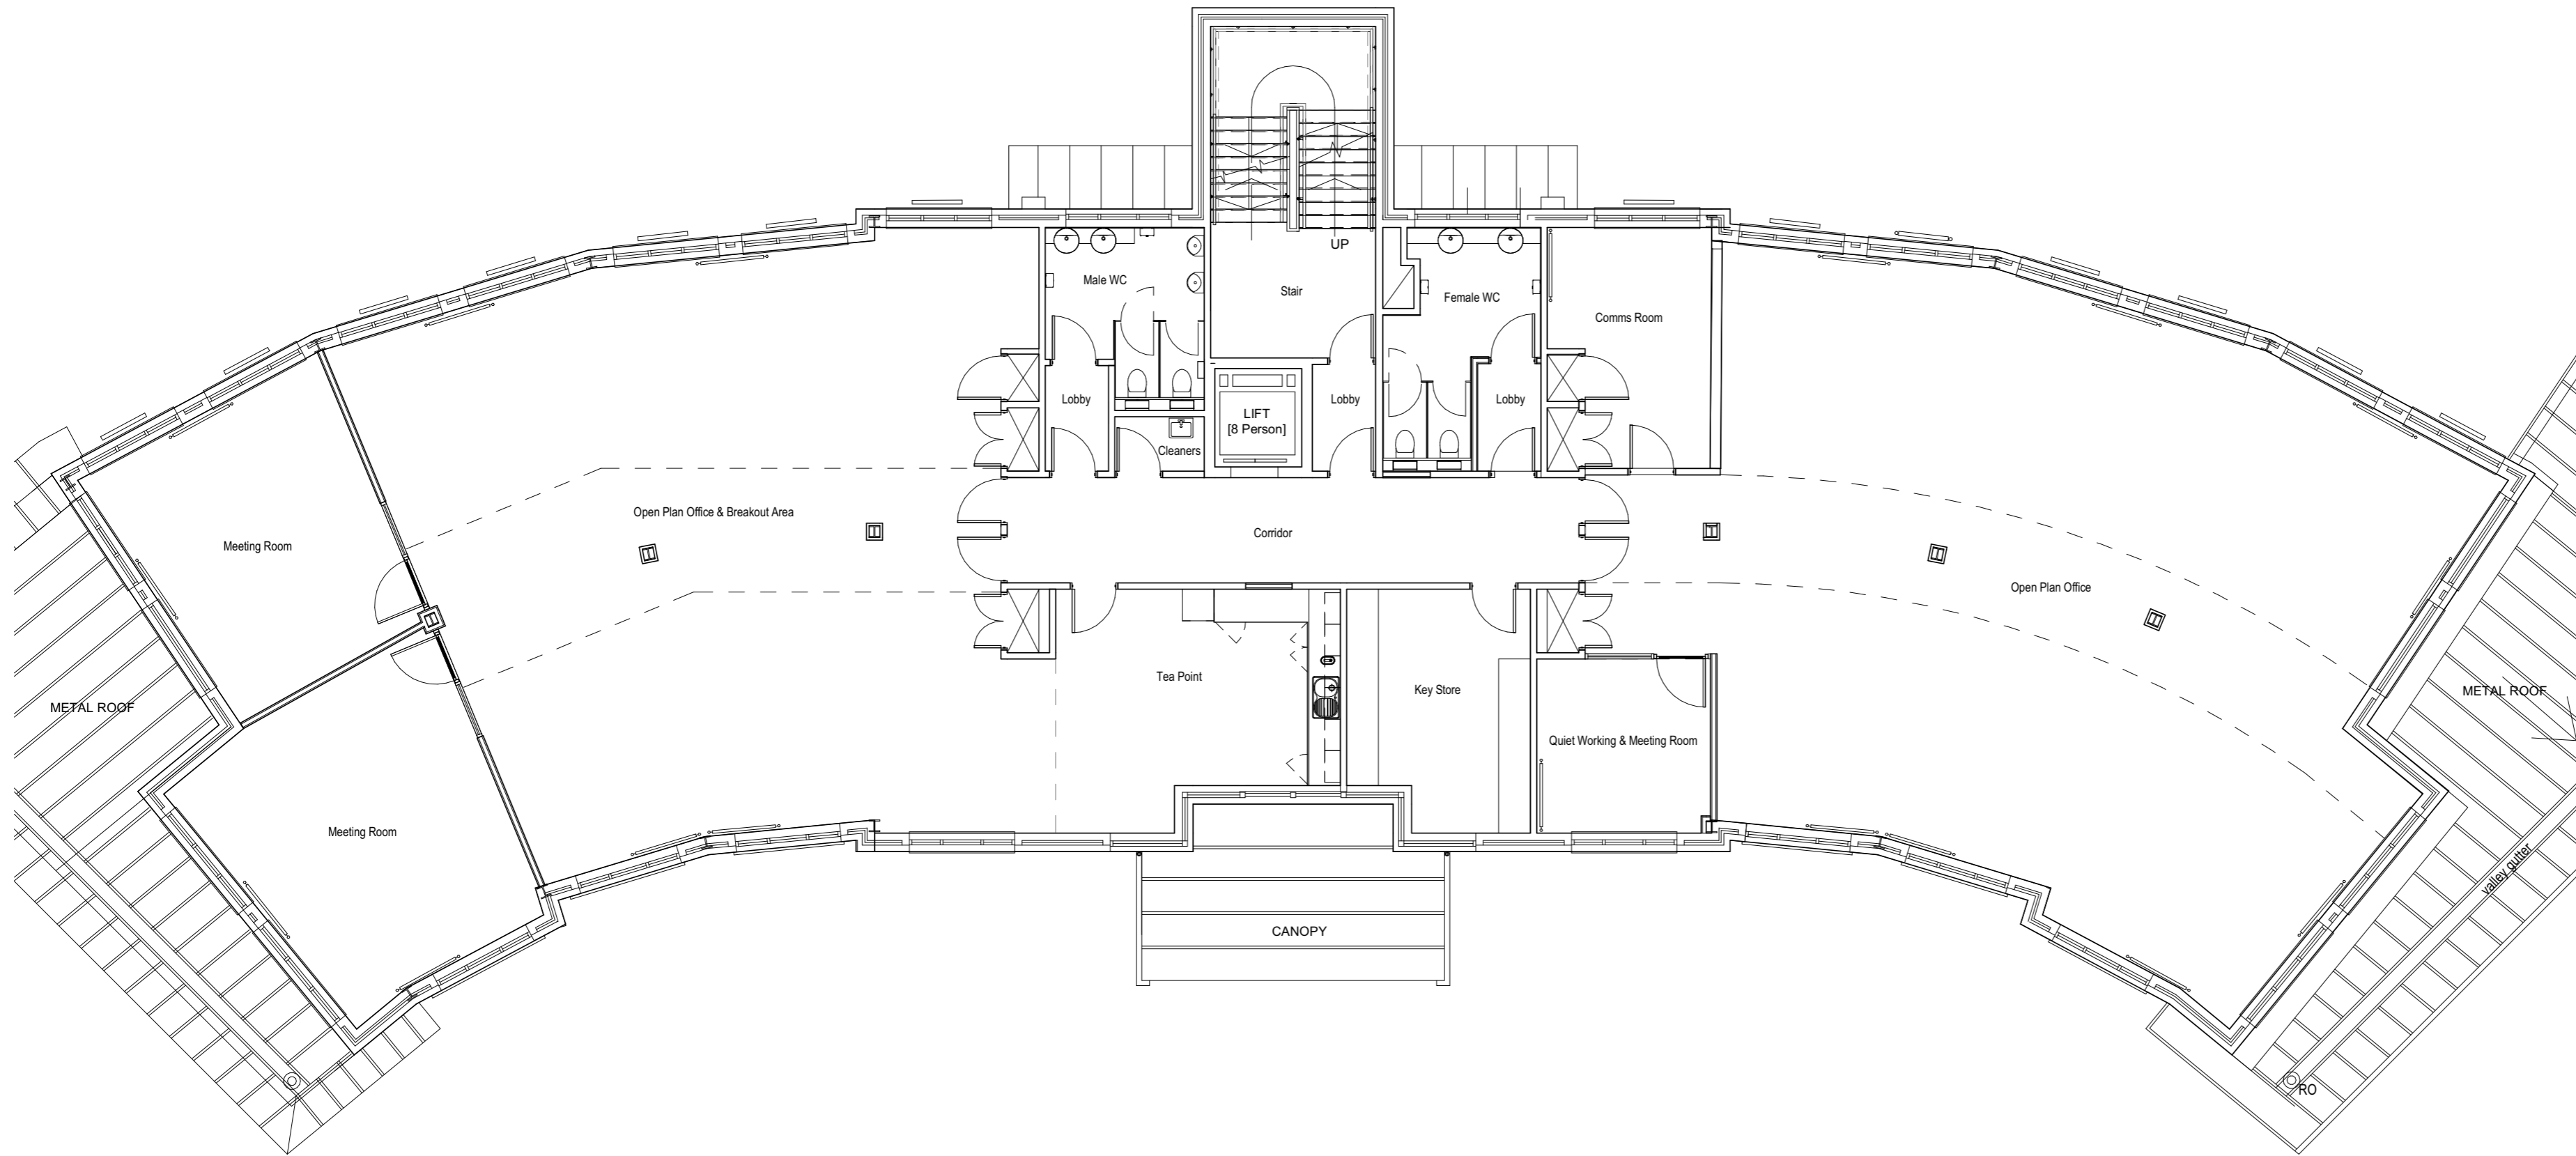 UP
Male WC
Stair
Female WC
Comms Room
Lobby
LIFT
[8 Person]
Lobby
Lobby
Cleaners
Open Plan Office & Breakout Area
Corridor
Meeting Room
Open Plan Office
Tea Point
Key Store
METAL ROOF
METAL ROOF
Quiet Working & Meeting Room
Meeting Room
valley gutter
CANOPY
RO